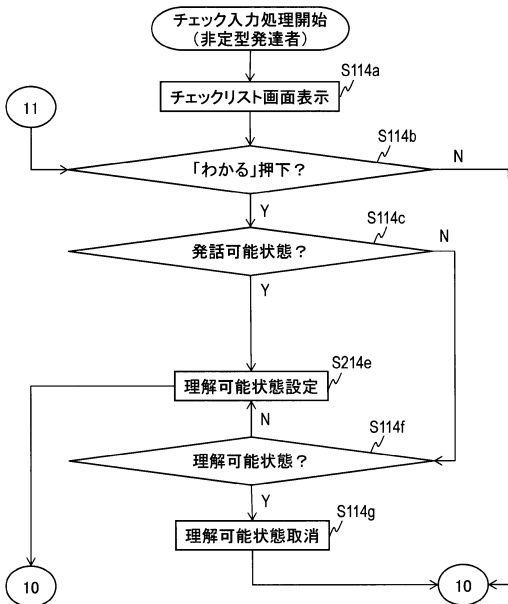 チェック入力処理開始
(非定型発達者)
S114a
チェックリスト画面表示
11
S114b
「わかる」押下？
N
Y
S114c
発話可能状態？
N
Y
S214e
理解可能状態設定
N
S114f
理解可能状態？
Y
S114g
理解可能状態取消
10
10